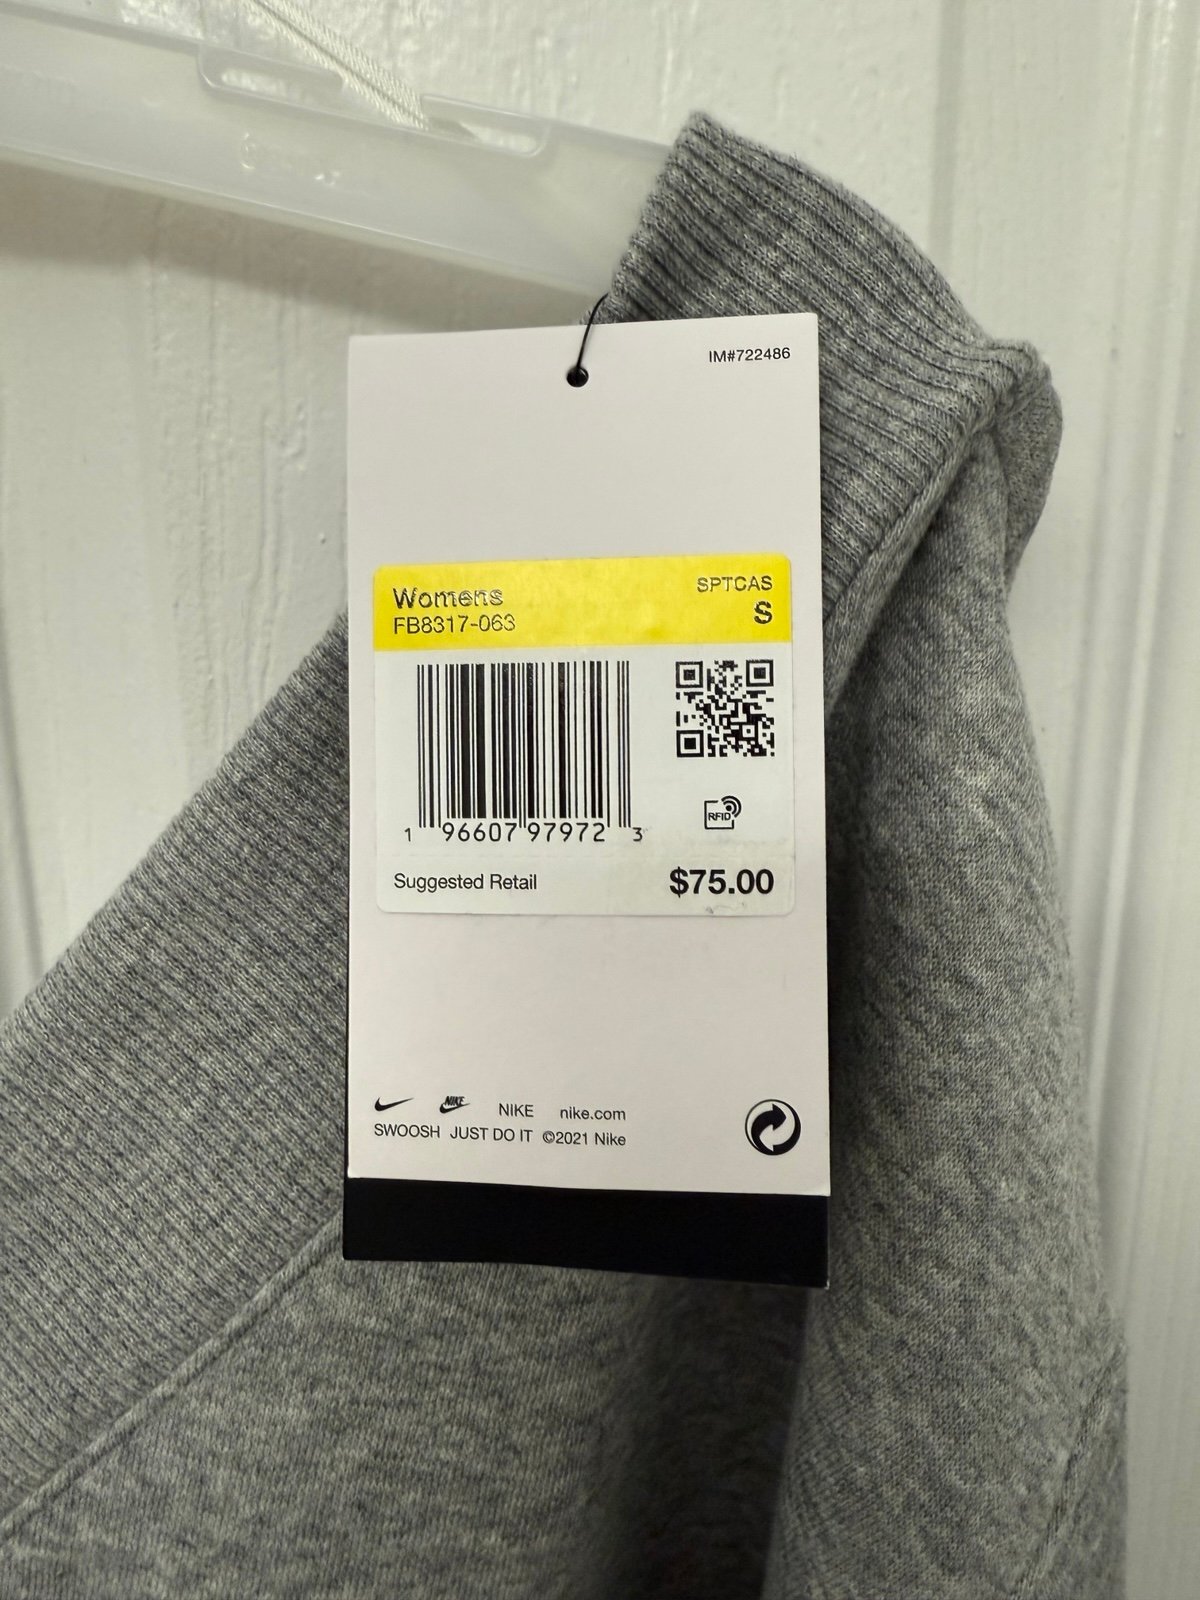 IM#722486
Womens
SPTCAS
FB8317-063
S
1 96607 97972 3
RFID
Suggested Retail
$75.00
NIKE
NIKE
nike.com
SWOOSH JUST DO IT ©2021 Nike